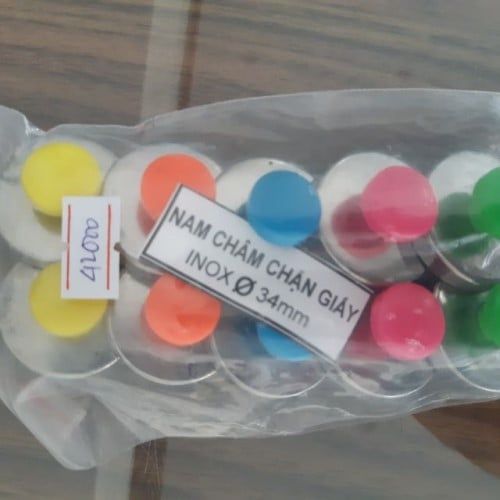 42000
NAM CHÂM CHẶN GIẤY
INOX Ø 34mm